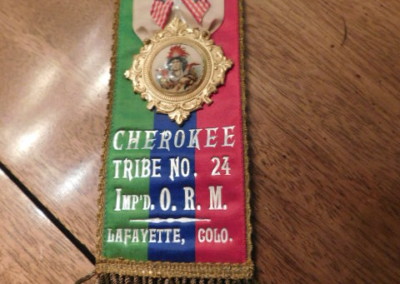 CHEROKEE
TRIBE NO. 24
IMP'D. O. R. M.
LAFAYETTE, COLO.